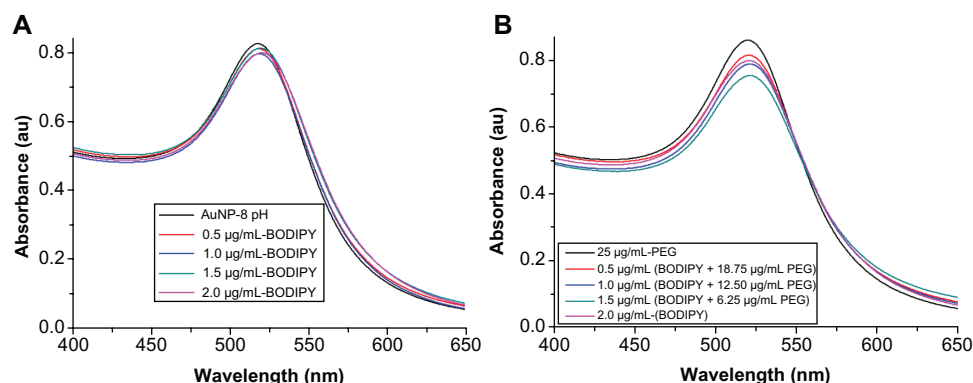 A
0.8
0.6
0.4
0.2
0.0
Absorbance (au)
AuNP-8 pH
0.5 µg/mL-BODIPY
1.0 µg/mL-BODIPY
1.5 µg/mL-BODIPY
2.0 µg/mL-BODIPY
400 450 500 550 600 650
Wavelength (nm)
B
0.8
0.6
0.4
0.2
0.0
Absorbance (au)
25 µg/mL-PEG
0.5 µg/mL (BODIPY + 18.75 µg/mL PEG)
1.0 µg/mL (BODIPY + 12.50 µg/mL PEG)
1.5 µg/mL (BODIPY + 6.25 µg/mL PEG)
2.0 µg/mL-(BODIPY)
400 450 500 550 600 650
Wavelength (nm)